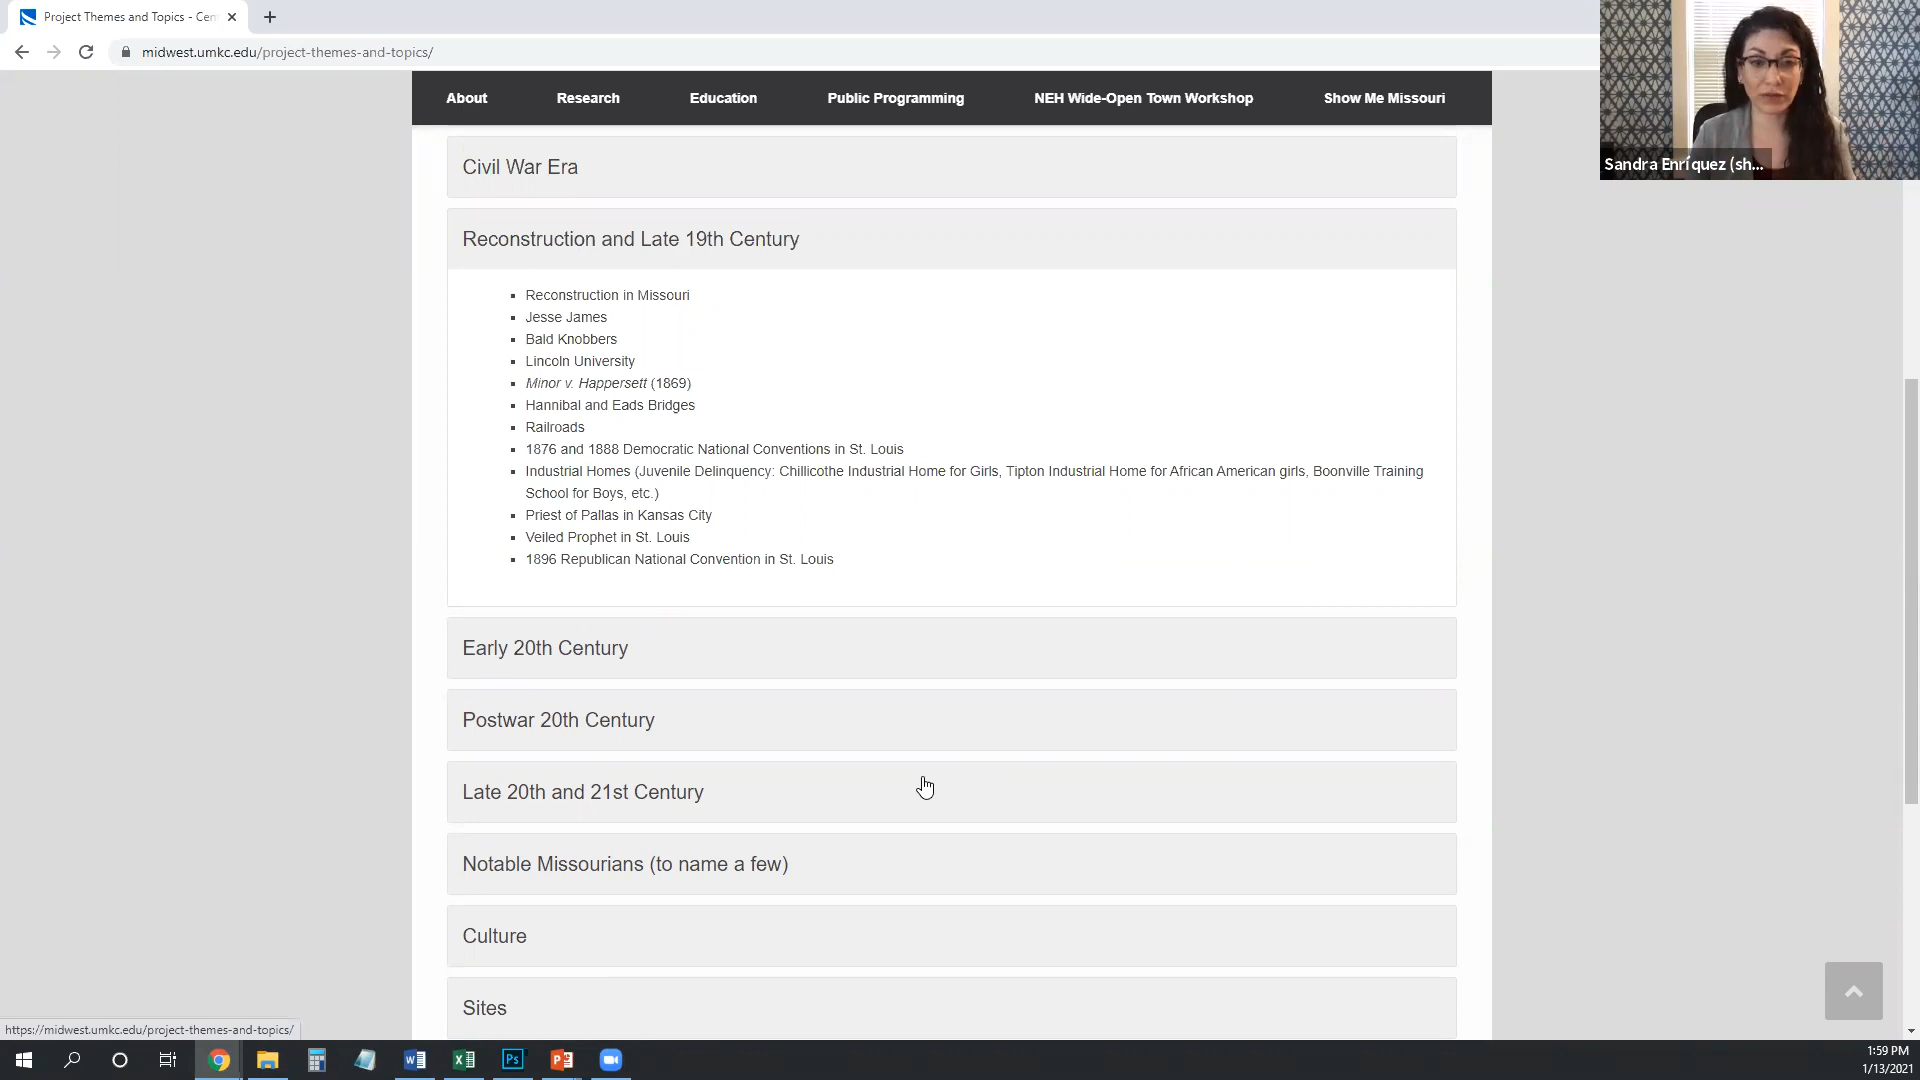 Project Themes and Topics - Cen
midwest.umkc.edu/project-themes-and-topics/
About Research Education Public Programming NEH Wide-Open Town Workshop Show Me Missouri
Sandra Enríquez (sh...
Civil War Era
Reconstruction and Late 19th Century
Reconstruction in Missouri
Jesse James
Bald Knobbers
Lincoln University
Minor v. Happersett (1869)
Hannibal and Eads Bridges
Railroads
1876 and 1888 Democratic National Conventions in St. Louis
Industrial Homes (Juvenile Delinquency: Chillicothe Industrial Home for Girls, Tipton Industrial Home for African American girls, Boonville Training
School for Boys, etc.)
Priest of Pallas in Kansas City
Veiled Prophet in St. Louis
1896 Republican National Convention in St. Louis
Early 20th Century
Postwar 20th Century
Late 20th and 21st Century
Notable Missourians (to name a few)
Culture
Sites
https://midwest.umkc.edu/project-themes-and-topics/
Ps
1:59 PM
1/13/2021